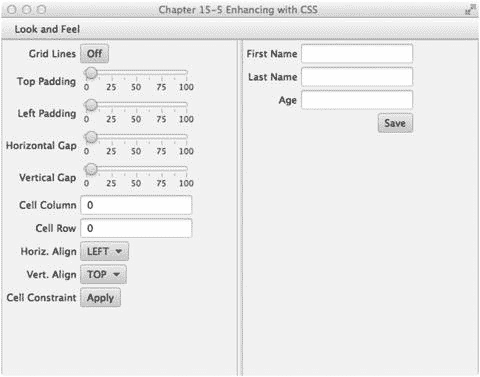 Chapter 15-5 Enhancing with CSS
Look and Feel
Grid Lines Off
Top Padding
0 25 50 75 100
Left Padding
0 25 50 75 100
Horizontal Gap
0 25 50 75 100
Vertical Gap
0 25 50 75 100
Cell Column 0
Cell Row 0
Horiz. Align LEFT
Vert. Align TOP
Cell Constraint Apply
First Name
Last Name
Age
Save